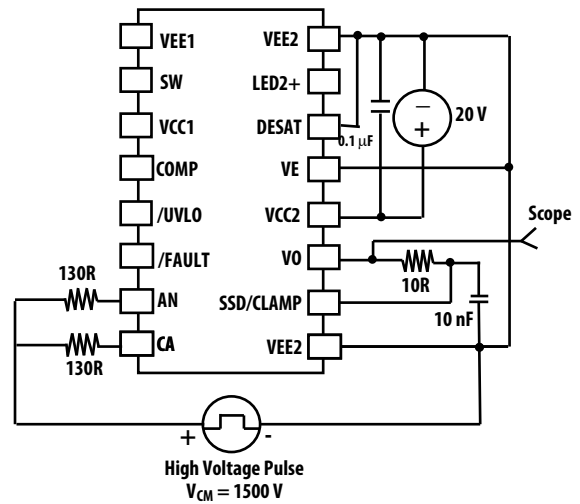 VEE1 VEE2
SW LED2+
VCC1 DESAT 0.1 µF 20 V
− +
COMP VE
/UVLO VCC2
Scope
/FAULT VO
130R AN 10R
SSD/CLAMP 10 nF
130R CA VEE2
+ -
High Voltage Pulse
VCM = 1500 V